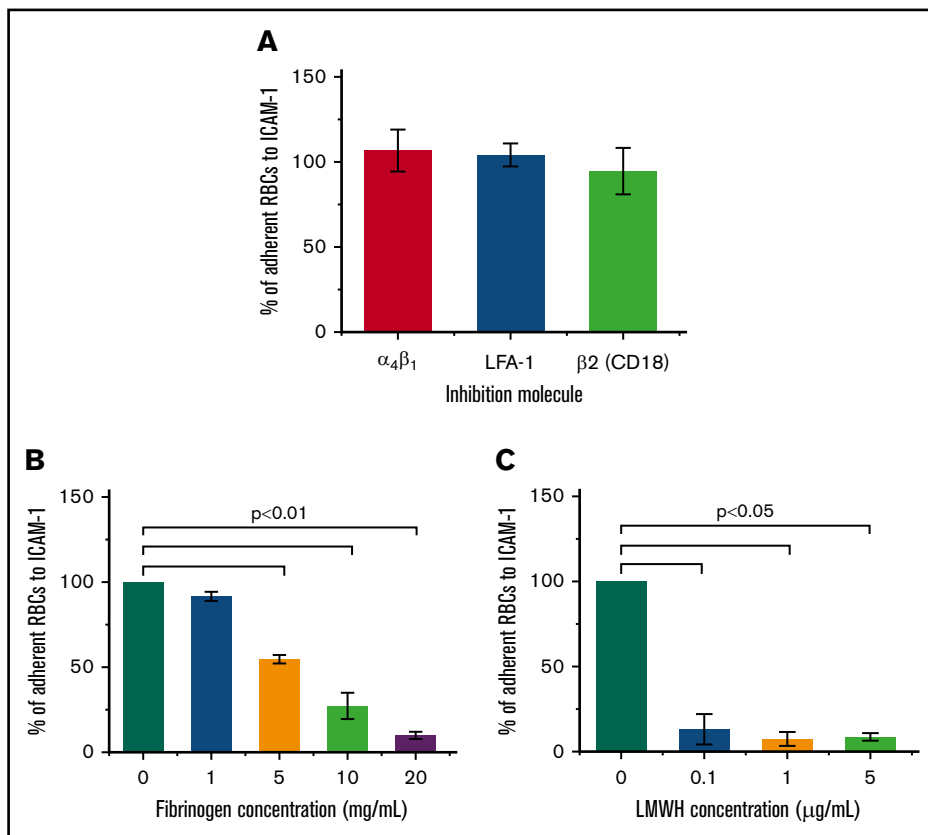 A
% of adherent RBCs to ICAM-1
150
100
50
0
α₄β₁ LFA-1 β2 (CD18)
Inhibition molecule
B
% of adherent RBCs to ICAM-1
150
100
50
0
p<0.01
0 1 5 10 20
Fibrinogen concentration (mg/mL)
C
% of adherent RBCs to ICAM-1
150
100
50
0
p<0.05
0 0.1 1 5
LMWH concentration (μg/mL)